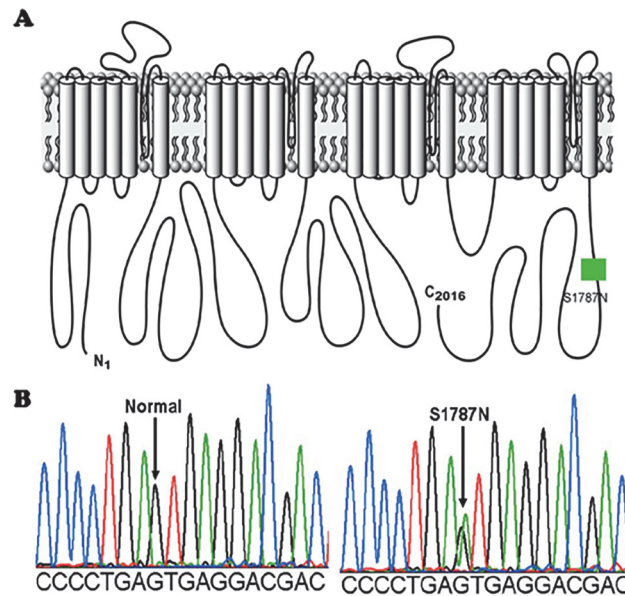 A
C2016
S1787N
N1
B
Normal
S1787N
CCCCTGAGTGAGGACGAC
CCCCTGAGTGAGGACGAC